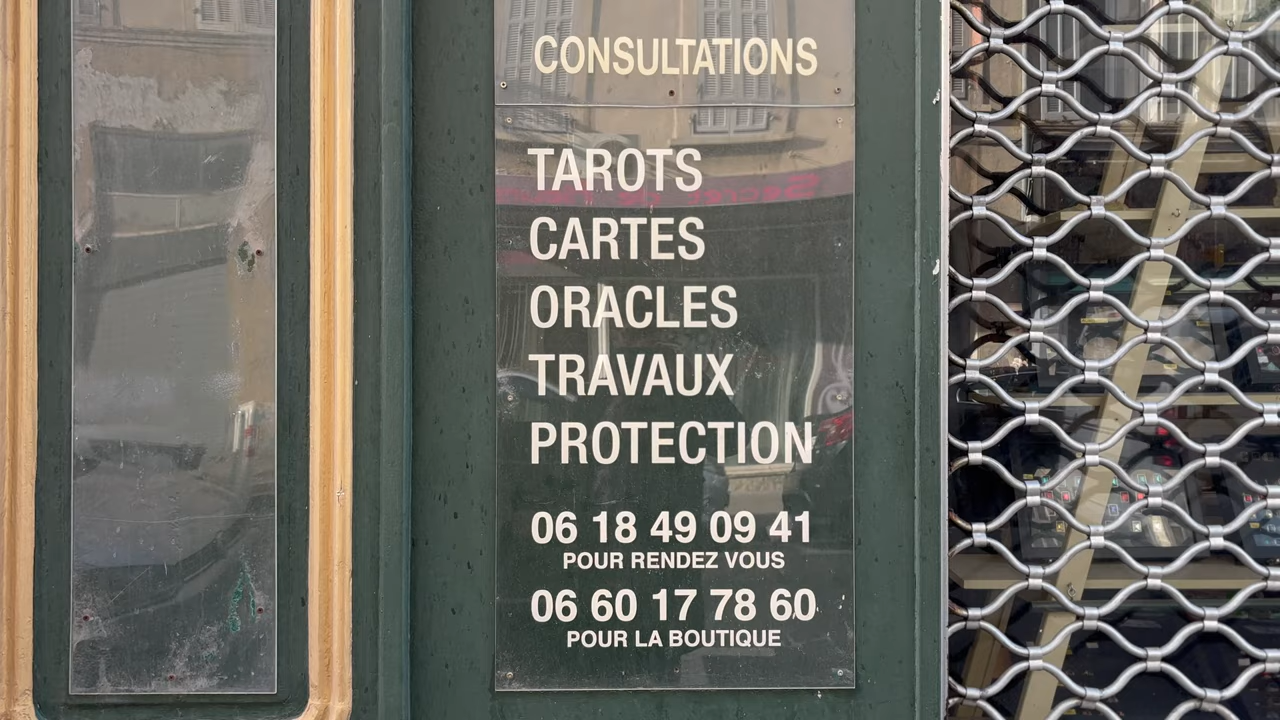 CONSULTATIONS
TAROTS
CARTES
ORACLES
TRAVAUX
PROTECTION
06 18 49 09 41
POUR RENDEZ VOUS
06 60 17 78 60
POUR LA BOUTIQUE